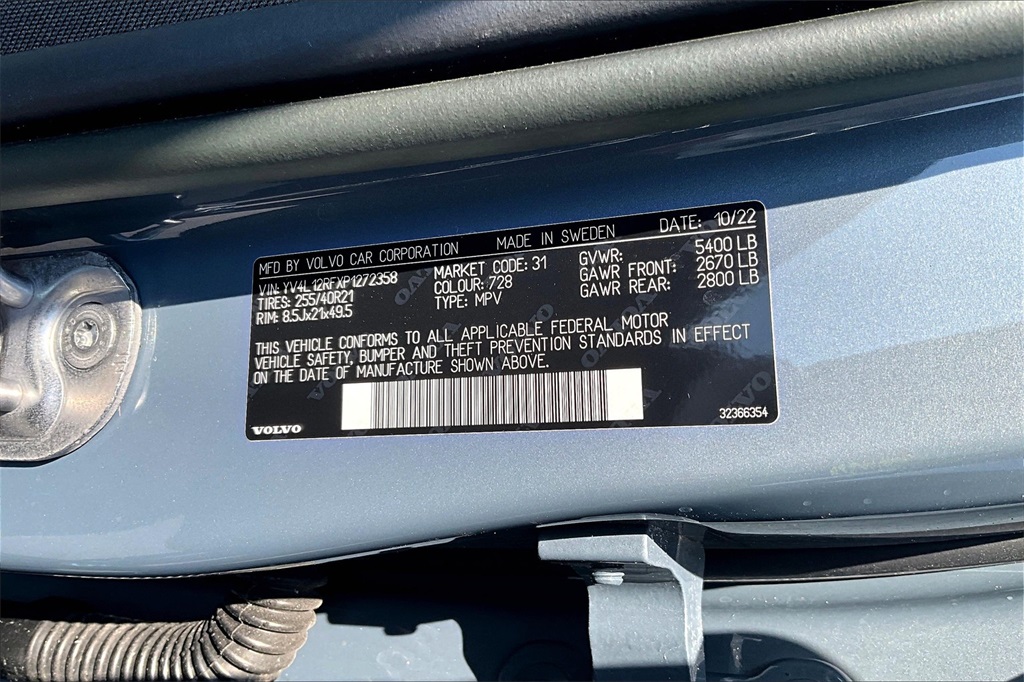 MFD BY VOLVO CAR CORPORATION MADE IN SWEDEN DATE: 10/22
VIN: YV4L12RFXP1272358 MARKET CODE: 31 GVWR: 5400 LB
TIRES: 255/40R21 COLOUR: 728 GAWR FRONT: 2670 LB
RIM: 8.5Jx21x49.5 TYPE: MPV GAWR REAR: 2800 LB
THIS VEHICLE CONFORMS TO ALL APPLICABLE FEDERAL MOTOR
VEHICLE SAFETY, BUMPER AND THEFT PREVENTION STANDARDS IN EFFECT
ON THE DATE OF MANUFACTURE SHOWN ABOVE.
VOLVO 32366354